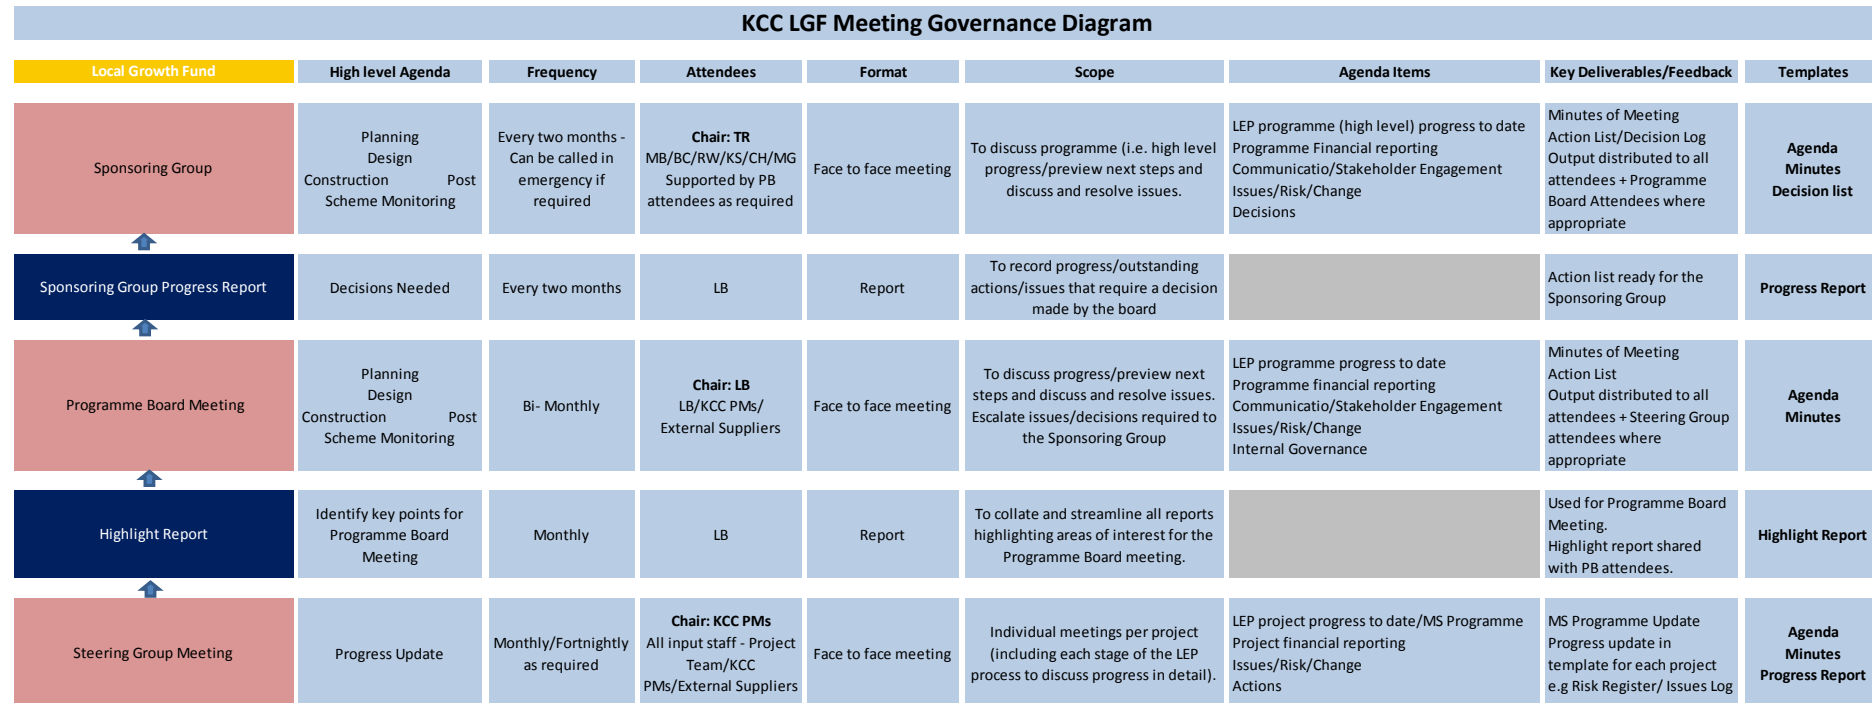 KCC LGF Meeting Governance Diagram
Local Growth Fund
High level Agenda
Frequency
Attendees
Format
Scope
Agenda Items
Key Deliverables/Feedback
Templates
Sponsoring Group
Planning
Design
Construction Post
Scheme Monitoring
Every two months -
Can be called in
emergency if
required
Chair: TR
MB/BC/RW/KS/CH/MG
Supported by PB
attendees as required
Face to face meeting
To discuss programme (i.e. high level
progress/preview next steps and
discuss and resolve issues.
LEP programme (high level) progress to date
Programme Financial reporting
Communicatio/Stakeholder Engagement
Issues/Risk/Change
Decisions
Minutes of Meeting
Action List/Decision Log
Output distributed to all
attendees + Programme
Board Attendees where
appropriate
Agenda
Minutes
Decision list
Sponsoring Group Progress Report
Decisions Needed
Every two months
LB
Report
To record progress/outstanding
actions/issues that require a decision
made by the board
Action list ready for the
Sponsoring Group
Progress Report
Programme Board Meeting
Planning
Design
Construction Post
Scheme Monitoring
Bi- Monthly
Chair: LB
LB/KCC PMs/
External Suppliers
Face to face meeting
To discuss progress/preview next
steps and discuss and resolve issues.
Escalate issues/decisions required to
the Sponsoring Group
LEP programme progress to date
Programme financial reporting
Communicatio/Stakeholder Engagement
Issues/Risk/Change
Internal Governance
Minutes of Meeting
Action List
Output distributed to all
attendees + Steering Group
attendees where
appropriate
Agenda
Minutes
Highlight Report
Identify key points for
Programme Board
Meeting
Monthly
LB
Report
To collate and streamline all reports
highlighting areas of interest for the
Programme Board meeting.
Used for Programme Board
Meeting.
Highlight report shared
with PB attendees.
Highlight Report
Steering Group Meeting
Progress Update
Monthly/Fortnightly
as required
Chair: KCC PMs
All input staff - Project
Team/KCC
PMs/External Suppliers
Face to face meeting
Individual meetings per project
(including each stage of the LEP
process to discuss progress in detail).
LEP project progress to date/MS Programme
Project financial reporting
Issues/Risk/Change
Actions
MS Programme Update
Progress update in
template for each project
e.g Risk Register/ Issues Log
Agenda
Minutes
Progress Report